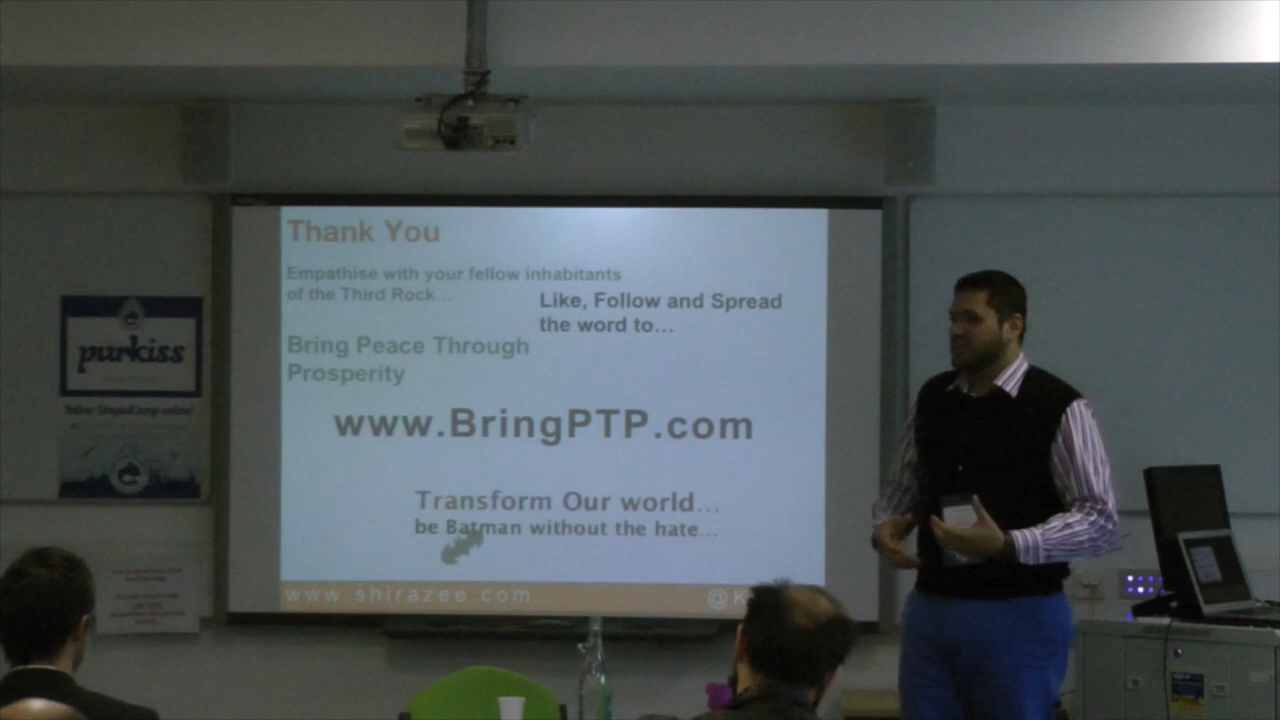 Thank You
Empathise with your fellow inhabitants
of the Third Rock...
Like, Follow and Spread
the word to...
Bring Peace Through
Prosperity
www.BringPTP.com
Transform Our world...
be Batman without the hate...
www.shirazee.com
@K
purkiss